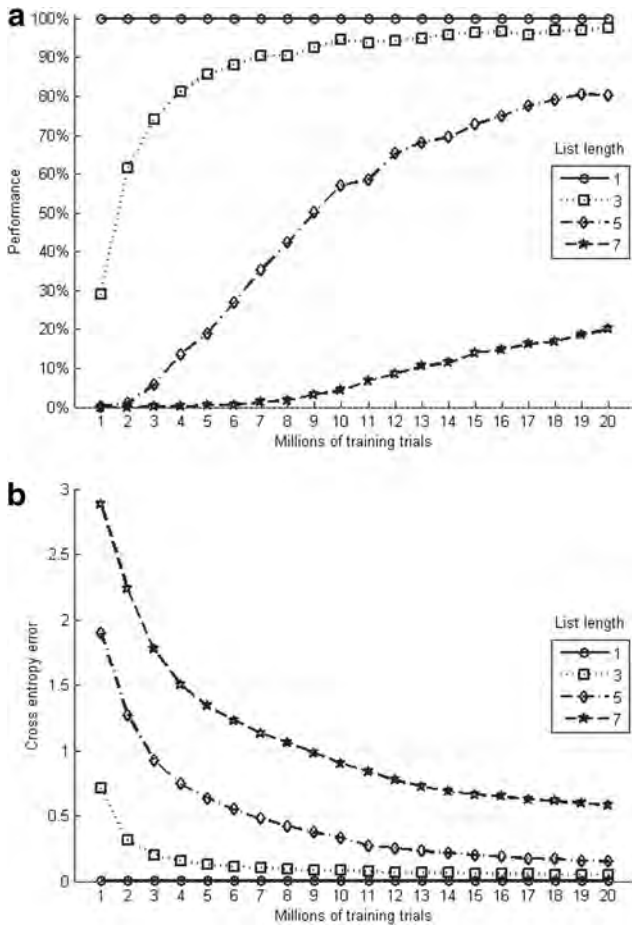 a
100%
90%
80%
70%
60%
50%
40%
30%
20%
10%
0%
Performance
List length
1
3
5
7
1 2 3 4 5 6 7 8 9 10 11 12 13 14 15 16 17 18 19 20
Millions of training trials
b
3
2.5
2
1.5
1
0.5
0
Cross entropy error
List length
1
3
5
7
1 2 3 4 5 6 7 8 9 10 11 12 13 14 15 16 17 18 19 20
Millions of training trials